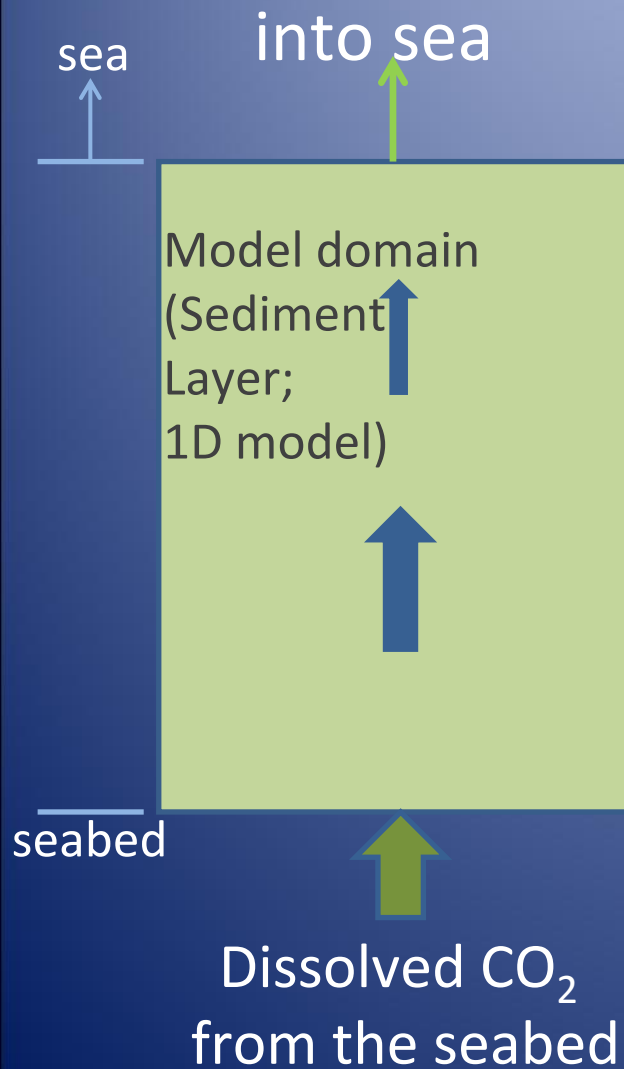 into sea
sea
Model domain
(Sediment
Layer;
1D model)
seabed
Dissolved CO₂
from the seabed